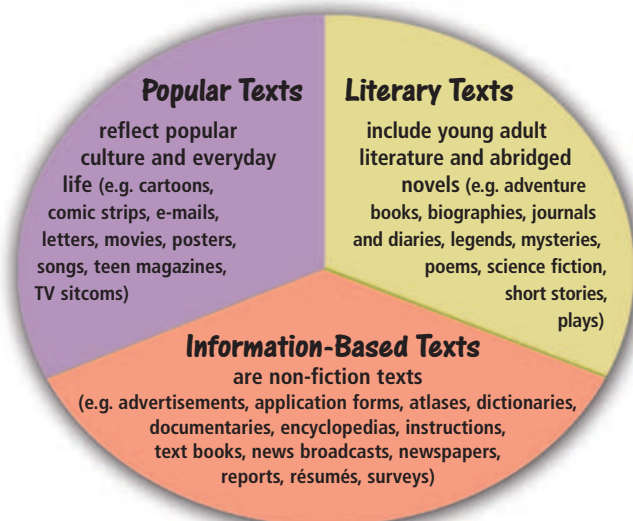 Popular Texts
reflect popular
culture and everyday
life (e.g. cartoons,
comic strips, e-mails,
letters, movies, posters,
songs, teen magazines,
TV sitcoms)
Literary Texts
include young adult
literature and abridged
novels (e.g. adventure
books, biographies, journals
and diaries, legends, mysteries,
poems, science fiction,
short stories,
plays)
Information-Based Texts
are non-fiction texts
(e.g. advertisements, application forms, atlases, dictionaries,
documentaries, encyclopedias, instructions,
text books, news broadcasts, newspapers,
reports, résumés, surveys)